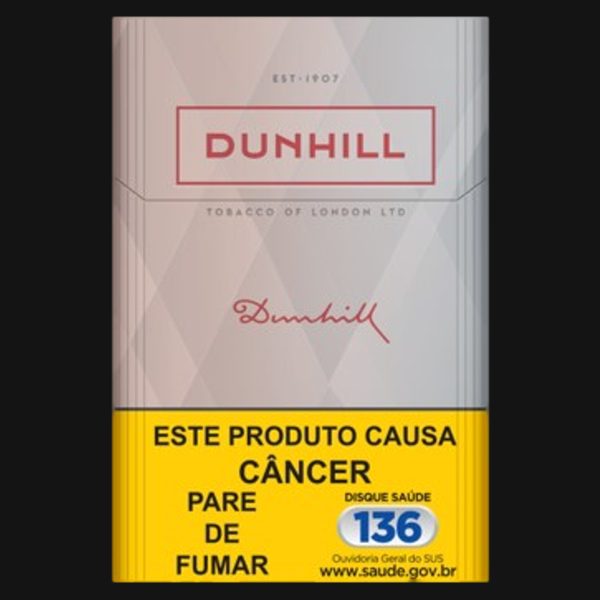 EST·1907
DUNHILL
TOBACCO OF LONDON LTD
Dunhill
ESTE PRODUTO CAUSA
CÂNCER
PARE
DE
FUMAR
DISQUE SAÚDE
136
Ouvidoria Geral do SUS
www.saude.gov.br